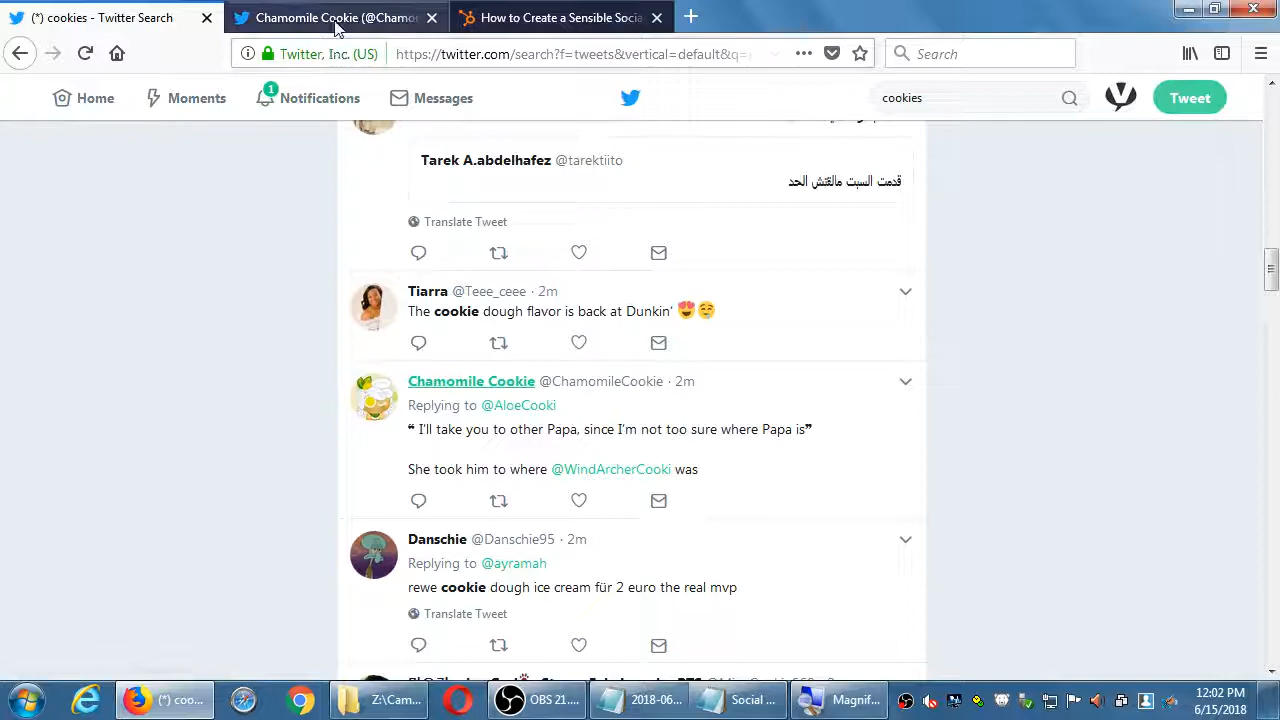 (*) cookies - Twitter Search
Chamomile Cookie (@Chamo
How to Create a Sensible Socia
Twitter, Inc. (US)
https://twitter.com/search?f=tweets&vertical=default&q=
Search
Home
Moments
1
Notifications
Messages
cookies
Tweet
Tarek A.abdelhafez @tarektiito
قدمت السبت مالقتش الحد
Translate Tweet
Tiarra @Teee_ceee · 2m
The cookie dough flavor is back at Dunkin’ 😍☺️
Chamomile Cookie @ChamomileCookie · 2m
Replying to @AloeCooki
❝ I’ll take you to other Papa, since I’m not too sure where Papa is❞
She took him to where @WindArcherCooki was
Danschie @Danschie95 · 2m
Replying to @ayramah
rewe cookie dough ice cream für 2 euro the real mvp
Translate Tweet
(*) coo...
Z:\Cam...
OBS 21....
2018-06...
Social ...
Magnif...
12:02 PM
6/15/2018